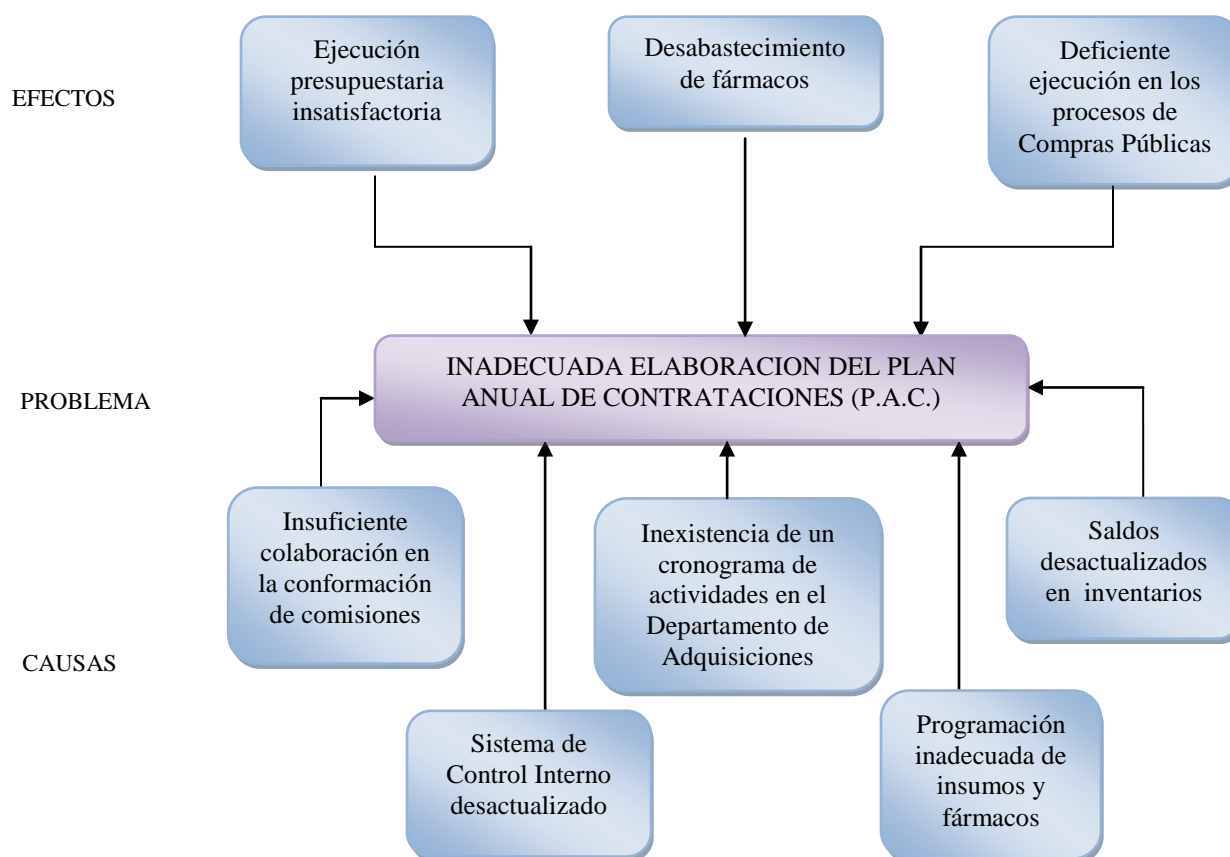 EFECTOS
Ejecución
presupuestaria
insatisfactoria
Desabastecimiento
de fármacos
Deficiente
ejecución en los
procesos de
Compras Públicas
PROBLEMA
INADECUADA ELABORACION DEL PLAN
ANUAL DE CONTRATACIONES (P.A.C.)
CAUSAS
Insuficiente
colaboración en
la conformación
de comisiones
Inexistencia de un
cronograma de
actividades en el
Departamento de
Adquisiciones
Saldos
desactualizados
en inventarios
Sistema de
Control Interno
desactualizado
Programación
inadecuada de
insumos y
fármacos